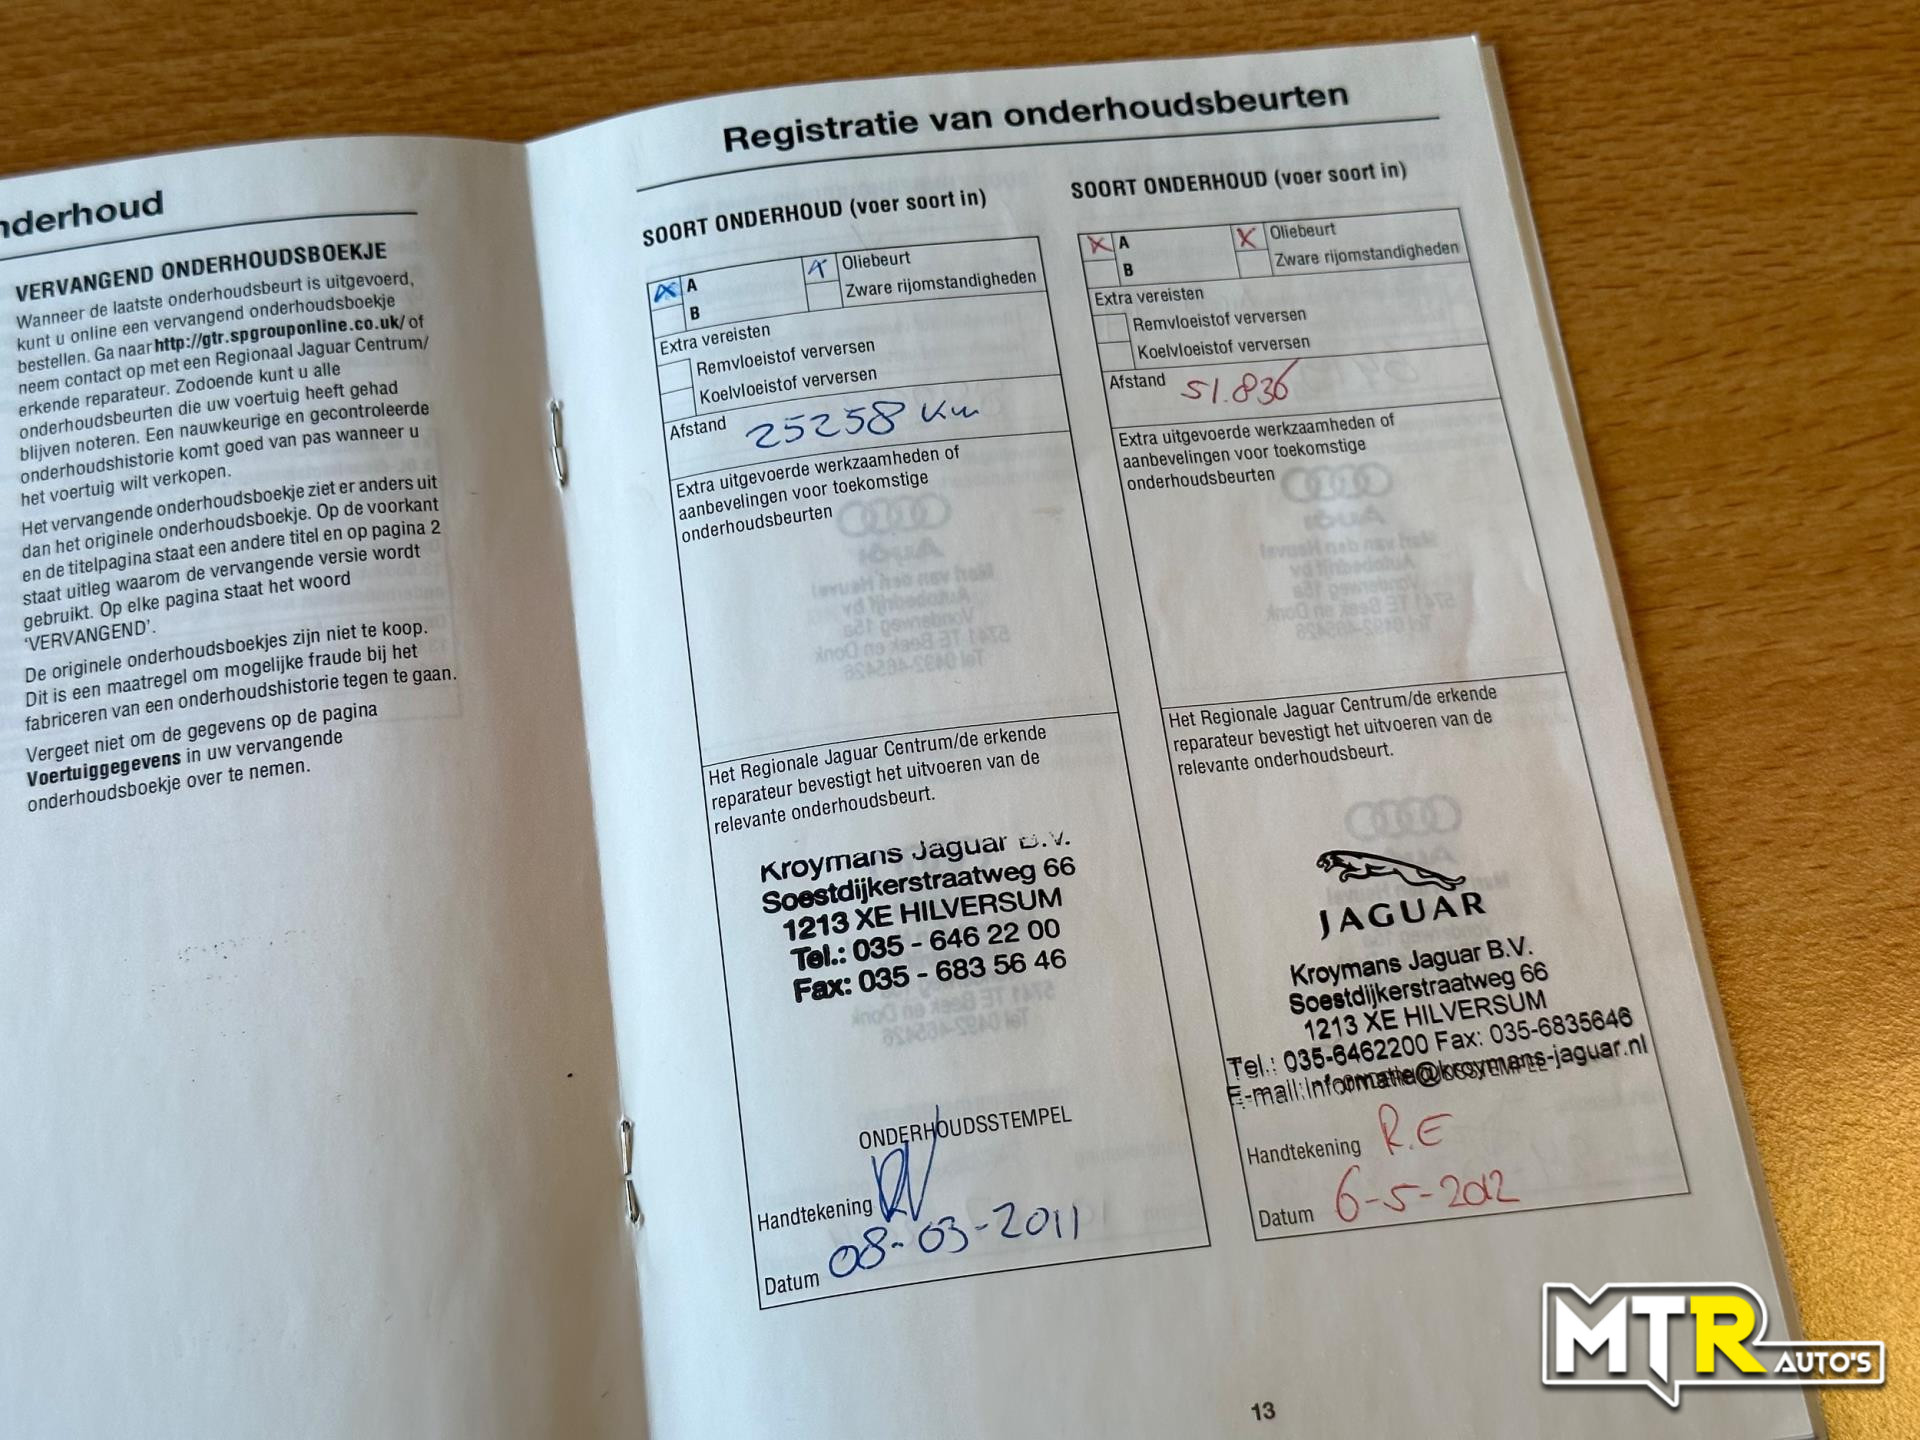 nderhoud
VERVANGEND ONDERHOUDSBOEKJE
Wanneer de laatste onderhoudsbeurt is uitgevoerd,
kunt u online een vervangend onderhoudsboekje
bestellen. Ga naar http://gtr.spgrouponline.co.uk/ of
neem contact op met een Regionaal Jaguar Centrum/
erkende reparateur. Zodoende kunt u alle
onderhoudsbeurten die uw voertuig heeft gehad
blijven noteren. Een nauwkeurige en gecontroleerde
onderhoudshistorie komt goed van pas wanneer u
het voertuig wilt verkopen.
Het vervangende onderhoudsboekje ziet er anders uit
dan het originele onderhoudsboekje. Op de voorkant
en de titelpagina staat een andere titel en op pagina 2
staat uitleg waarom de vervangende versie wordt
gebruikt. Op elke pagina staat het woord
‘VERVANGEND’.
De originele onderhoudsboekjes zijn niet te koop.
Dit is een maatregel om mogelijke fraude bij het
fabriceren van een onderhoudshistorie tegen te gaan.
Vergeet niet om de gegevens op de pagina
Voertuiggegevens in uw vervangende
onderhoudsboekje over te nemen.
Registratie van onderhoudsbeurten
SOORT ONDERHOUD (voer soort in)
A
Oliebeurt
B
Zware rijomstandigheden
Extra vereisten
Remvloeistof verversen
Koelvloeistof verversen
Afstand 25258 Km
Extra uitgevoerde werkzaamheden of
aanbevelingen voor toekomstige
onderhoudsbeurten
Het Regionale Jaguar Centrum/de erkende
reparateur bevestigt het uitvoeren van de
relevante onderhoudsbeurt.
Kroymans Jaguar B.V.
Soestdijkerstraatweg 66
1213 XE HILVERSUM
Tel.: 035 - 646 22 00
Fax: 035 - 683 56 46
ONDERHOUDSSTEMPEL
Handtekening
Datum 08-03-2011
SOORT ONDERHOUD (voer soort in)
X A
X Oliebeurt
B
Zware rijomstandigheden
Extra vereisten
Remvloeistof verversen
Koelvloeistof verversen
Afstand 51.836
Extra uitgevoerde werkzaamheden of
aanbevelingen voor toekomstige
onderhoudsbeurten
Het Regionale Jaguar Centrum/de erkende
reparateur bevestigt het uitvoeren van de
relevante onderhoudsbeurt.
JAGUAR
Kroymans Jaguar B.V.
Soestdijkerstraatweg 66
1213 XE HILVERSUM
Tel.: 035-6462200 Fax: 035-6835646
E-mail: informatie@kroymans-jaguar.nl
Handtekening R.E
Datum 6-5-2012
13
MTR AUTO'S